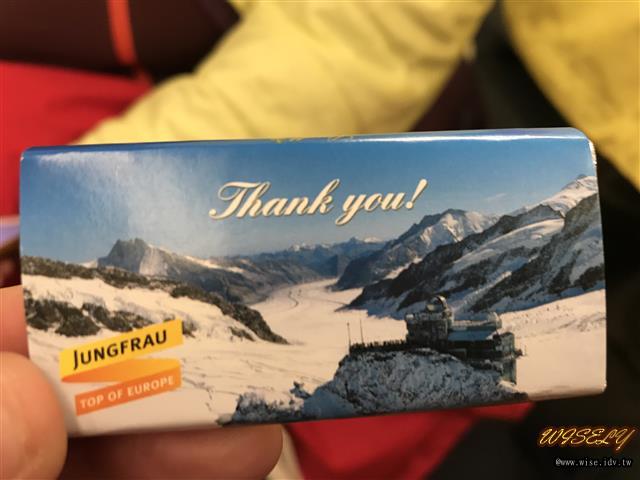 Thank you!
JUNGFRAU
TOP OF EUROPE
WISELY
@www.wise.idv.tw